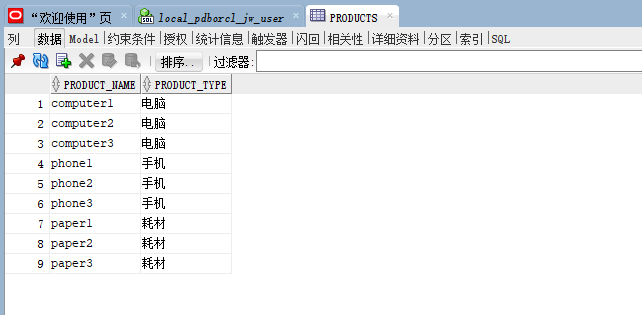 “欢迎使用”页 local_pdborcl_jw_user PRODUCTS
列 数据 Model 约束条件 授权 统计信息 触发器 闪回 相关性 详细资料 分区 索引 SQL
排序.. 过滤器:
PRODUCT_NAME PRODUCT_TYPE
1 computer1 电脑
2 computer2 电脑
3 computer3 电脑
4 phone1 手机
5 phone2 手机
6 phone3 手机
7 paper1 耗材
8 paper2 耗材
9 paper3 耗材